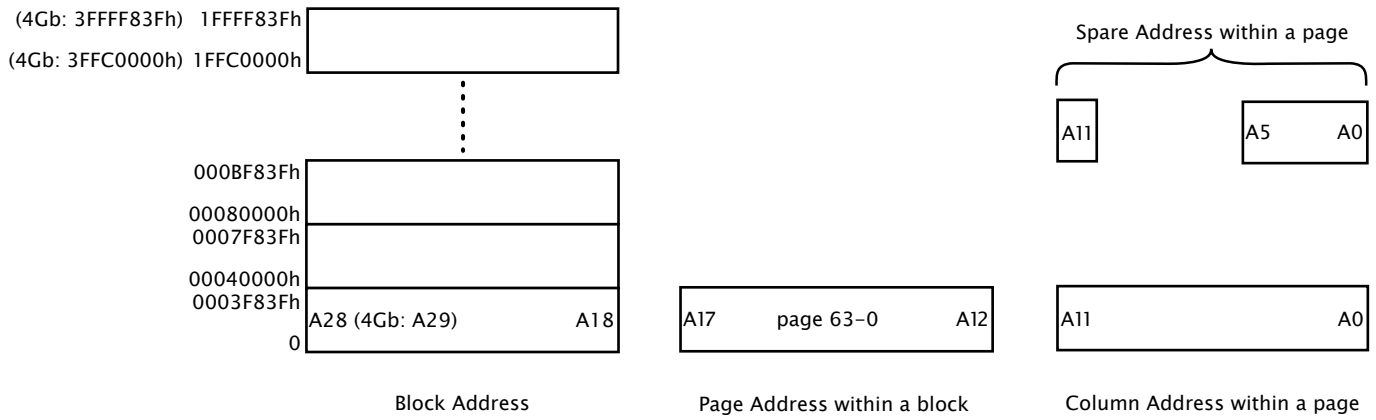 (4Gb: 3FFFF83Fh) 1FFFF83Fh
(4Gb: 3FFC0000h) 1FFC0000h
Spare Address within a page
A11
A5 A0
000BF83Fh
00080000h
0007F83Fh
00040000h
0003F83Fh
0
A28 (4Gb: A29) A18
A17 page 63-0 A12
A11 A0
Block Address
Page Address within a block
Column Address within a page